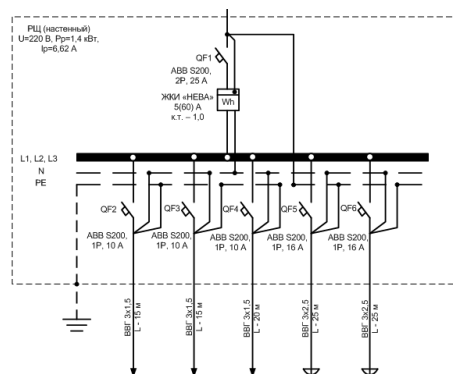 РЩ (настенный)
U=220 В, Pp=1,4 кВт,
Ip=6,62 А
QF1
ABB S200,
2P, 25 А
ЖКИ «НЕВА»
5(60) А
к.т. – 1,0
Wh
L1, L2, L3
N
PE
QF2
QF3
QF4
QF5
QF6
ABB S200,
1P, 10 А
ABB S200,
1P, 10 А
ABB S200,
1P, 10 А
ABB S200,
1P, 16 А
ABB S200,
1P, 16 А
ВВГ 3х1,5
L - 15 м
ВВГ 3х1,5
L - 15 м
ВВГ 3х1,5
L - 20 м
ВВГ 3х2,5
L - 25 м
ВВГ 3х2,5
L - 25 м